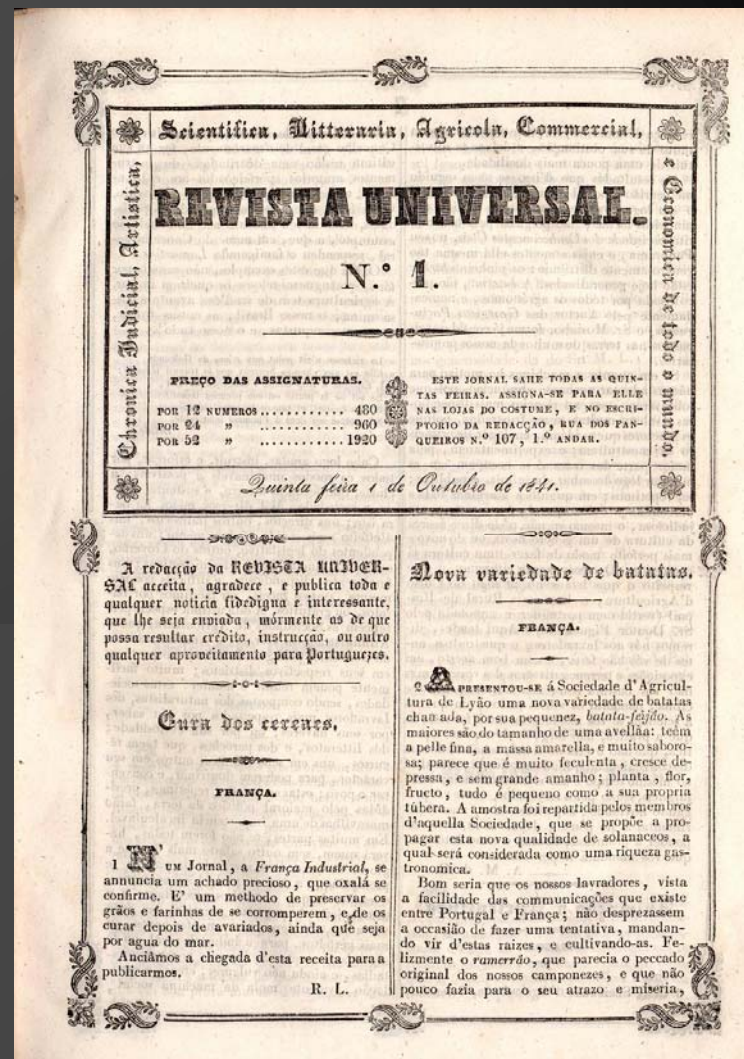 Scientifica, Litteraria, Agricola, Commercial,
e Economica de todo o mundo.
Chronica Judicial, Artistica,
REVISTA UNIVERSAL.
N.º 1.
PREÇO DAS ASSIGNATURAS.
POR 12 NUMEROS ............ 480
POR 24 „ ............ 960
POR 52 „ ............ 1920
ESTE JORNAL SAHE TODAS AS QUIN-
TAS FEIRAS. ASSIGNA-SE PARA ELLE
NAS LOJAS DO COSTUME, E NO ESCRI-
PTORIO DA REDACÇÃO, RUA DOS FAN-
QUEIROS N.º 107, 1.º ANDAR.
Quinta feira 1 de Outubro de 1841.
A redacção da REVISTA UNIVER-
SAL acceita, agradece, e publica toda e
qualquer noticia fidedigna e interessante,
que lhe seja enviada, mórmente as de que
possa resultar crédito, instrucção, ou outro
qualquer aproveitamento para Portuguezes.
Cura dos cereaes.
FRANÇA.
1 N' UM Jornal, a França Industrial, se
annuncia um achado precioso, que oxalá se
confirme. E' um methodo de preservar os
grãos e farinhas de se corromperem, e de os
curar depois de avariados, ainda que seja
por agua do mar.
Anciâmos a chegada d'esta receita para a
publicarmos.
R. L.
Nova variedade de batatas.
FRANÇA.
2 APRESENTOU-SE á Sociedade d'Agricul-
tura de Lyão uma nova variedade de batatas
chamada, por sua pequenez, batata-feijão. As
maiores são do tamanho de uma avellãa: teêm
a pelle fina, a massa amarella, e muito saboro-
sa; parece que é muito feculenta, cresce de-
pressa, e sem grande amanho; planta, flor,
fructo, tudo é pequeno como a sua propria
túbera. A amostra foi repartida pelos membros
d'aquella Sociedade, que se propõe a pro-
pagar esta nova qualidade de solanaceos, a
qual será considerada como uma riqueza gas-
tronomica.
Bom seria que os nossos lavradores, vista
a facilidade das communicações que existe
entre Portugal e França; não desprezassem
a occasião de fazer uma tentativa, mandan-
do vir d'estas raizes, e cultivando-as. Fe-
lizmente o ramerrão, que parecia o peccado
original dos nossos camponezes, e que não
pouco fazia para o seu atrazo e miseria,